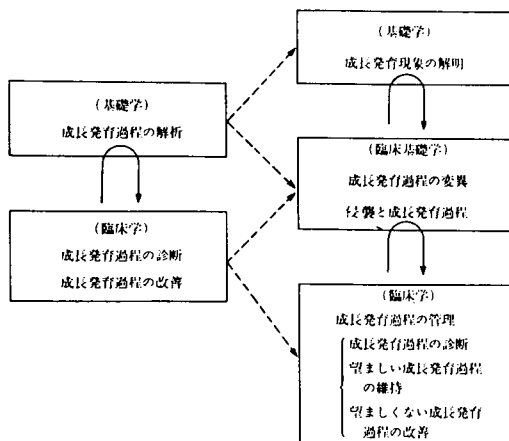 (基礎学)
成長発育過程の解析
(臨床学)
成長発育過程の診断
成長発育過程の改善
(基礎学)
成長発育現象の解明
(臨床基礎学)
成長発育過程の変異
侵襲と成長発育過程
(臨床学)
成長発育過程の管理
成長発育過程の診断
望ましい成長発育過程
の維持
望ましくない成長発育
過程の改善